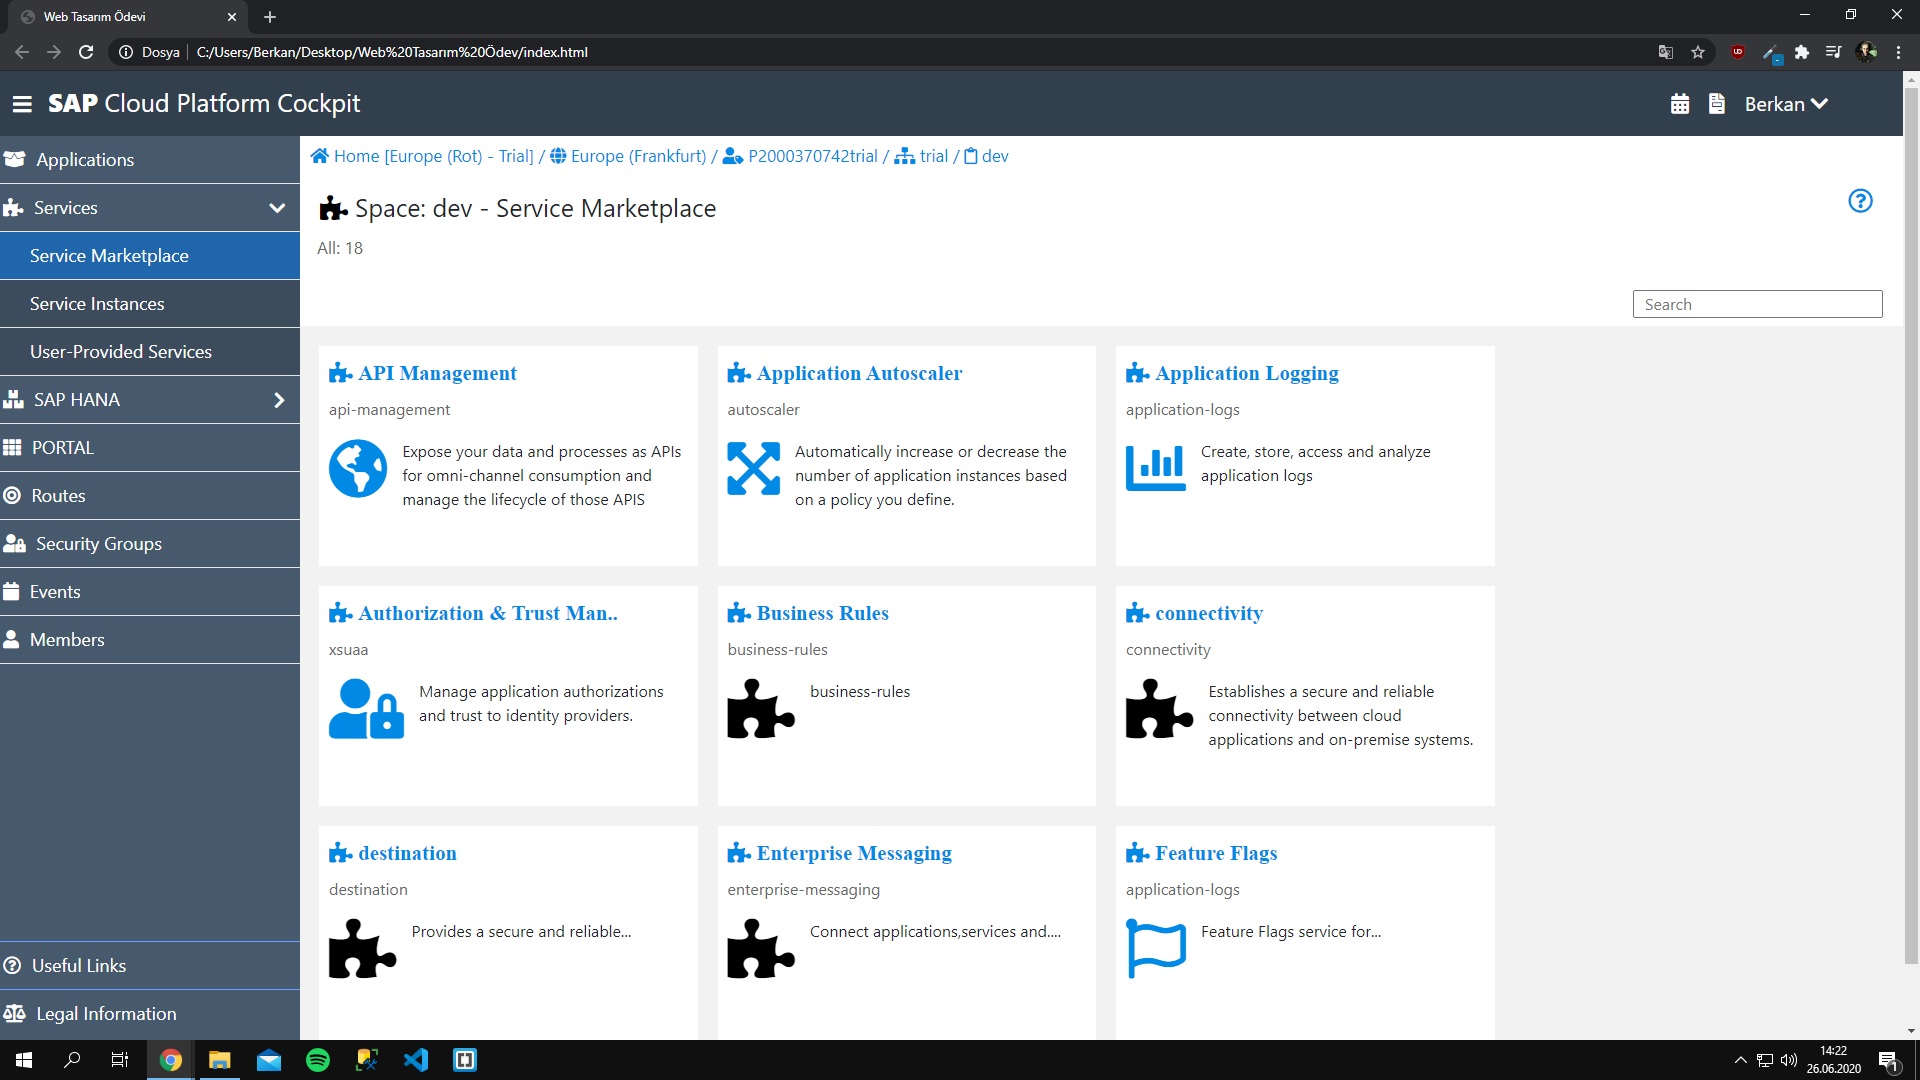 Web Tasarım Ödevi
Dosya C:/Users/Berkan/Desktop/Web%20Tasarım%20Ödev/index.html
SAP Cloud Platform Cockpit
Berkan
Applications
Services
Service Marketplace
Service Instances
User-Provided Services
SAP HANA
PORTAL
Routes
Security Groups
Events
Members
Useful Links
Legal Information
Home [Europe (Rot) - Trial] / Europe (Frankfurt) / P2000370742trial / trial / dev
Space: dev - Service Marketplace
All: 18
Search
API Management
api-management
Expose your data and processes as APIs
for omni-channel consumption and
manage the lifecycle of those APIS
Application Autoscaler
autoscaler
Automatically increase or decrease the
number of application instances based
on a policy you define.
Application Logging
application-logs
Create, store, access and analyze
application logs
Authorization & Trust Man..
xsuaa
Manage application authorizations
and trust to identity providers.
Business Rules
business-rules
business-rules
connectivity
connectivity
Establishes a secure and reliable
connectivity between cloud
applications and on-premise systems.
destination
destination
Provides a secure and reliable...
Enterprise Messaging
enterprise-messaging
Connect applications,services and....
Feature Flags
application-logs
Feature Flags service for...
14:22
26.06.2020
1